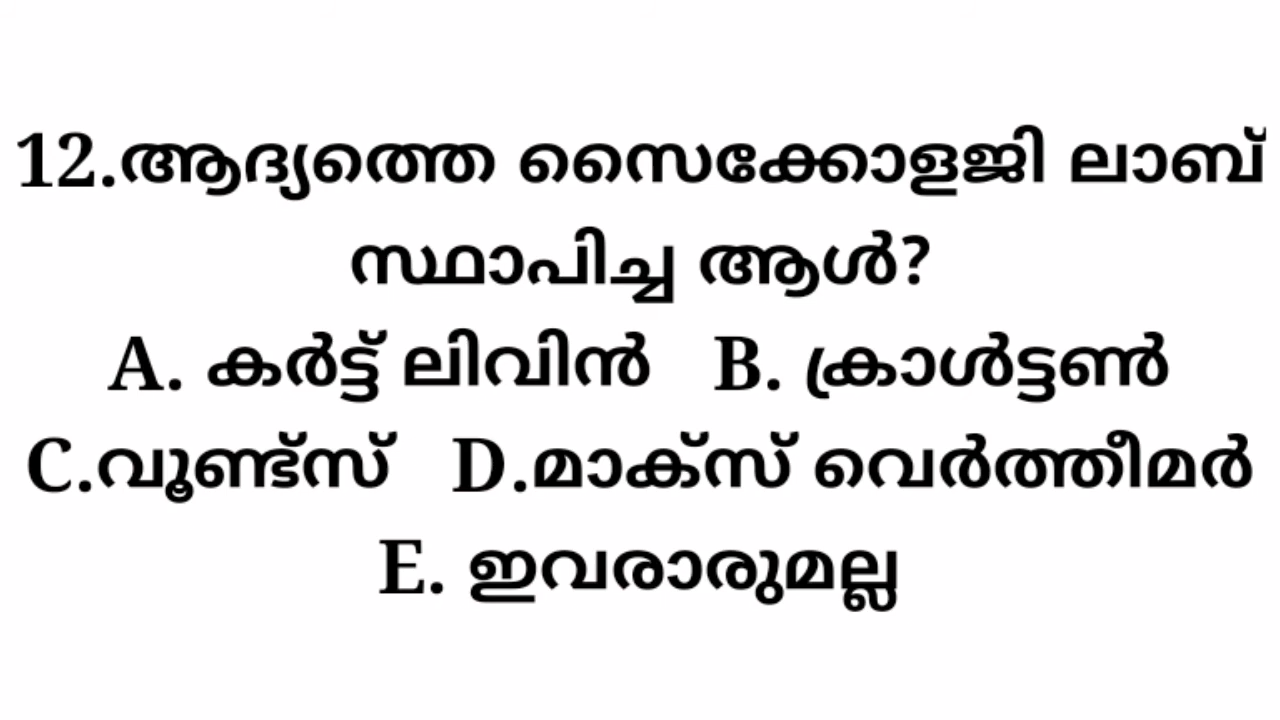 12.ആദ്യത്തെ സൈക്കോളജി ലാബ്
സ്ഥാപിച്ച ആൾ?
A. കർട്ട് ലിവിൻ B. ക്രാൾട്ടൺ
C.വൂണ്ട്സ് D.മാക്സ് വെർത്തീമർ
E. ഇവരാരുമല്ല